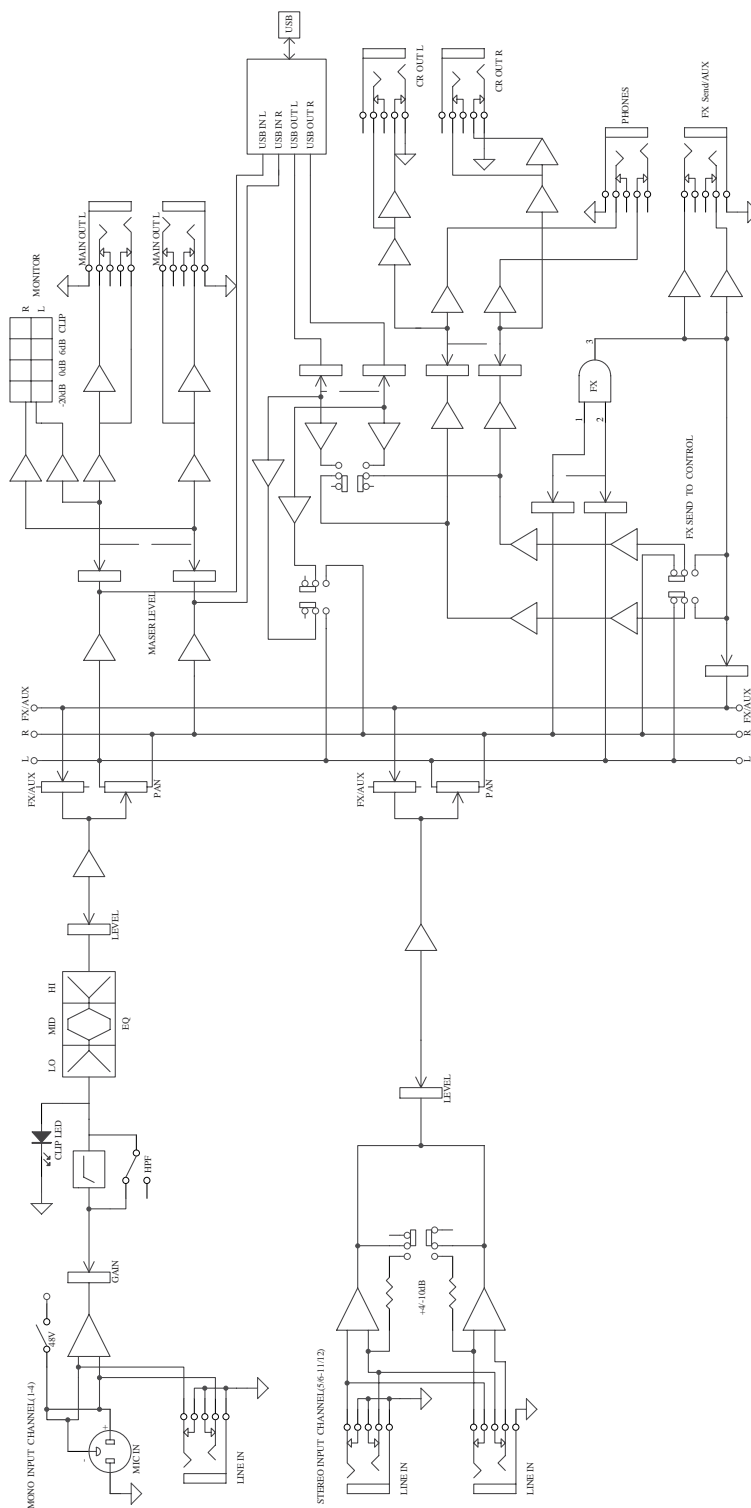 MONO INPUT CHANNEL(1-4)
48V
-
+
MIC IN
LINE IN
GAIN
HPF
CLIP LED
LO MID HI
EQ
LEVEL
FX/AUX
PAN
L R FX/AUX
MASER LEVEL
-20dB 0dB 6dB CLIP
R
L
MONITOR
MAIN OUT L
MAIN OUT L
USB IN L
USB IN R
USB OUT L
USB OUT R
USB
CR OUT L
CR OUT R
PHONES
FX Send/AUX
FX
1
2
3
FX SEND TO CONTROL
STEREO INPUT CHANNEL(5/6-11/12)
LINE IN
LINE IN
+4/-10dB
LEVEL
FX/AUX
PAN
L R FX/AUX